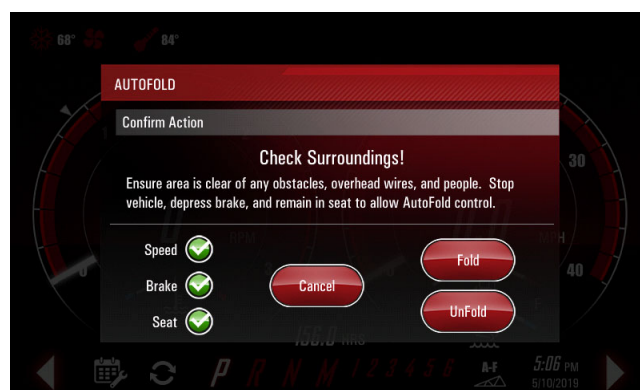 68° 84°
AUTOFOLD
Confirm Action
Check Surroundings!
Ensure area is clear of any obstacles, overhead wires, and people. Stop
vehicle, depress brake, and remain in seat to allow AutoFold control.
30
Speed
RPM
MPH
Fold
Brake
Cancel
40
Seat
UnFold
156.0 HRS
P R N M 1 2 3 4 5 6 A-F 5:06 PM
5/10/2019